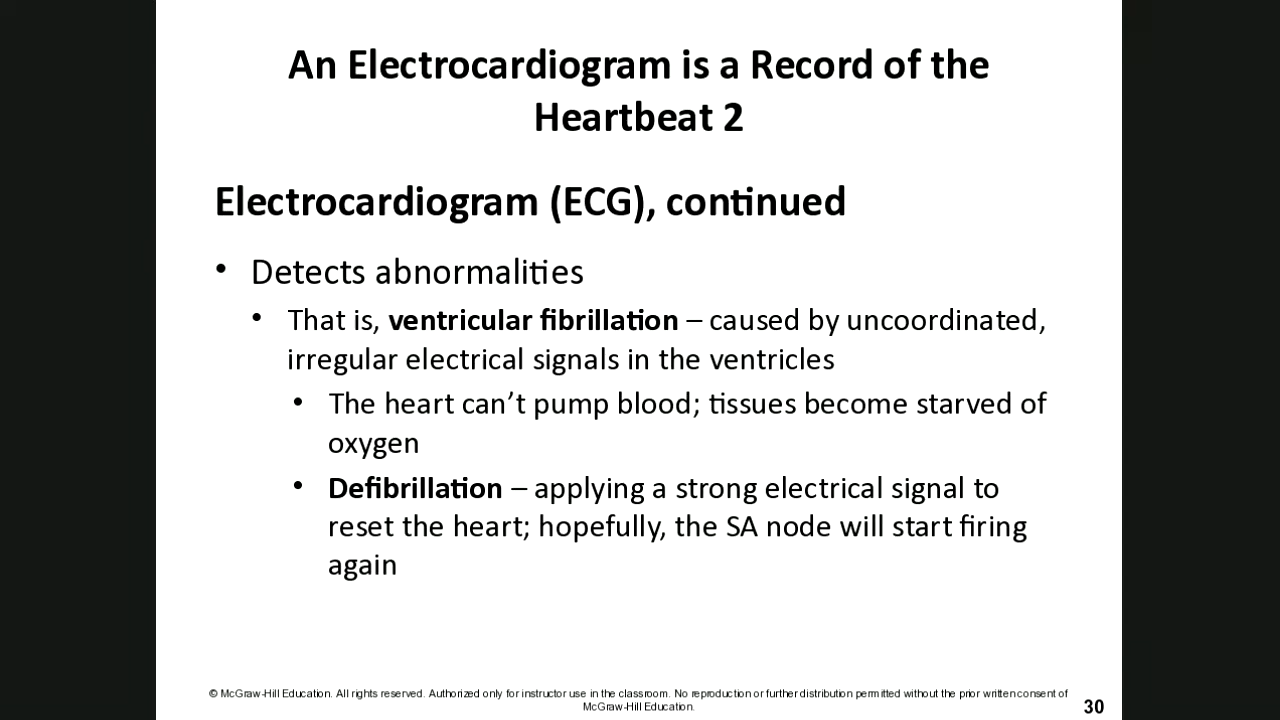 An Electrocardiogram is a Record of the
Heartbeat 2
Electrocardiogram (ECG), continued
• Detects abnormalities
• That is, ventricular fibrillation – caused by uncoordinated,
irregular electrical signals in the ventricles
• The heart can’t pump blood; tissues become starved of
oxygen
• Defibrillation – applying a strong electrical signal to
reset the heart; hopefully, the SA node will start firing
again
© McGraw-Hill Education. All rights reserved. Authorized only for instructor use in the classroom. No reproduction or further distribution permitted without the prior written consent of
McGraw-Hill Education.
30